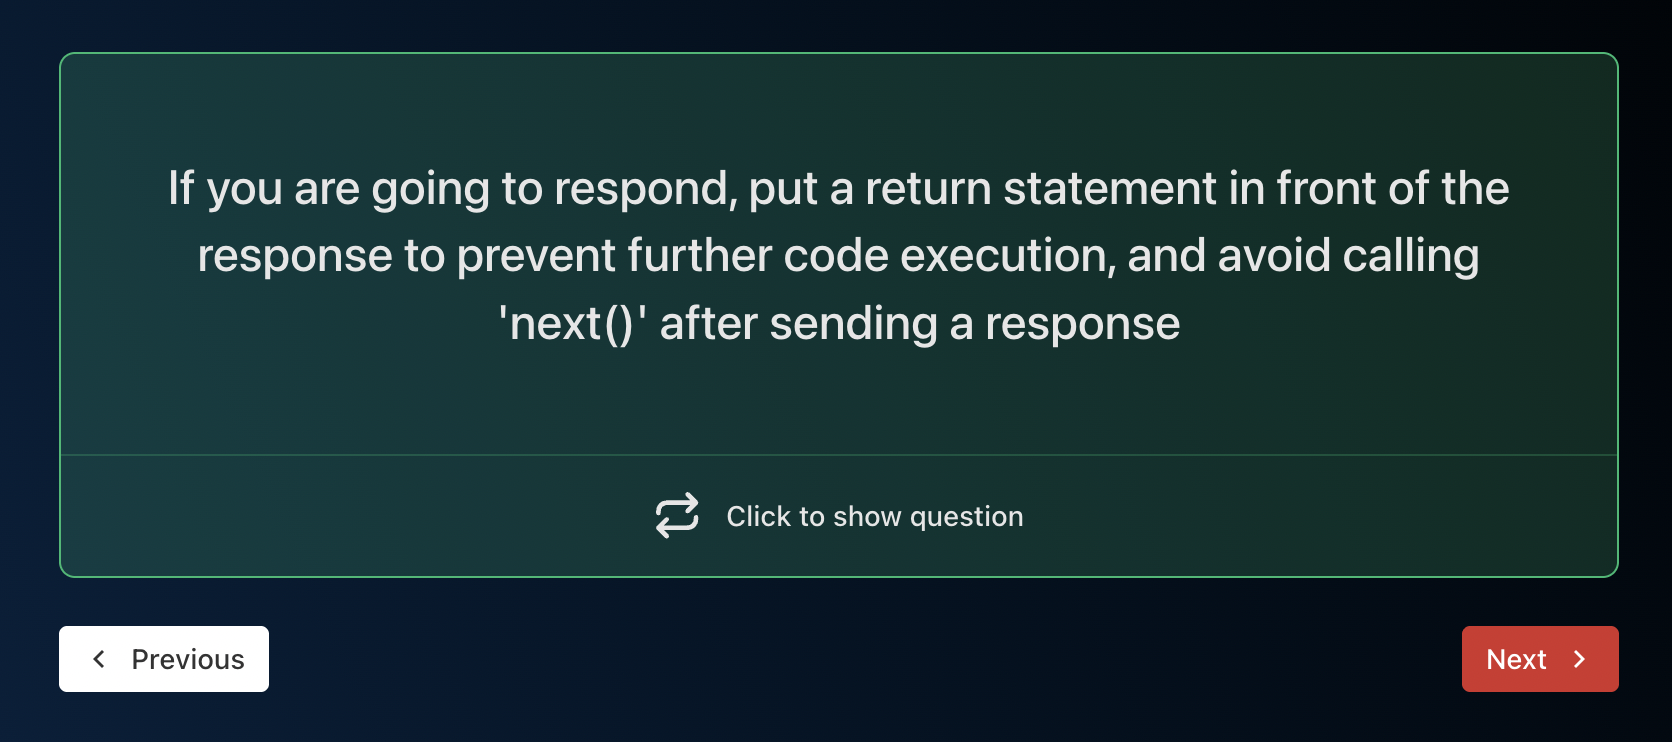 If you are going to respond, put a return statement in front of the
response to prevent further code execution, and avoid calling
'next()' after sending a response
Click to show question
Previous
Next